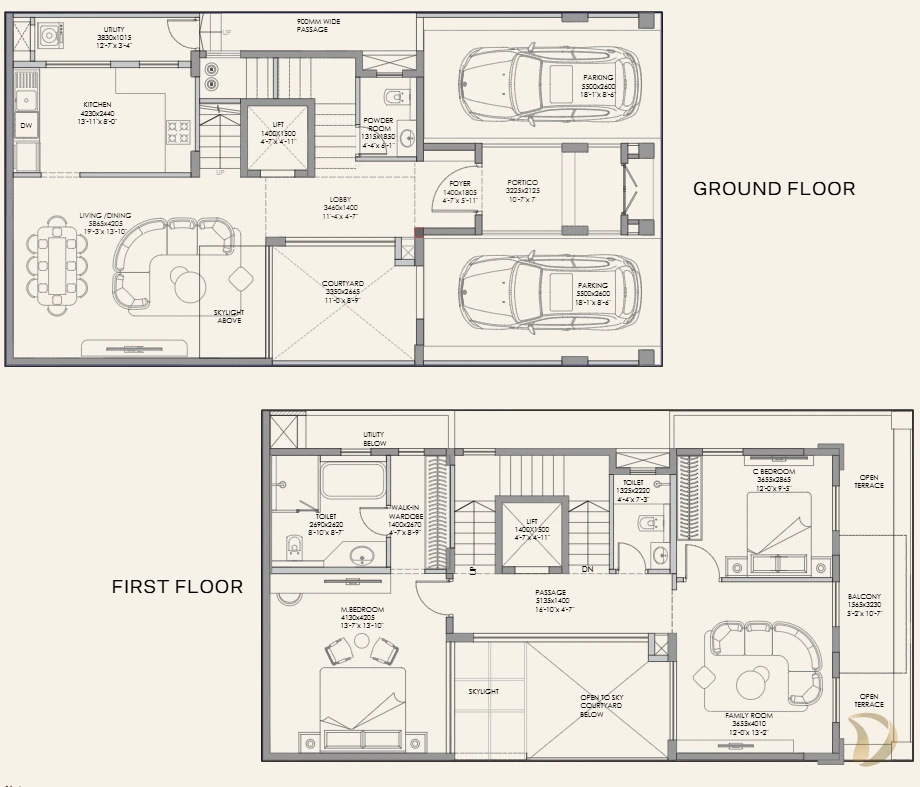 UTILITY
3830x1015
12'-7"x 3'-4"
UP
900MM WIDE
PASSAGE
KITCHEN
4230x2440
13'-11"x 8'-0"
DW
UP
LIFT
1400X1500
4'-7"x 4'-11"
POWDER
ROOM
1315x1850
4'-4"x 6'-1"
PARKING
5500x2600
18'-1"x 8'-6"
FOYER
1400x1805
4'-7"x 5'-11"
PORTICO
3225x2125
10'-7"x 7'
GROUND FLOOR
LOBBY
3460x1400
11'-4"x 4'-7"
LIVING /DINING
5865x4205
19'-3"x 13'-10"
SKYLIGHT
ABOVE
COURTYARD
3350x2665
11'-0"x 8'-9"
PARKING
5500x2600
18'-1"x 8'-6"
FIRST FLOOR
UTILITY
BELOW
TOILET
2690x2620
8'-10"x 8'-7"
WALK-IN
WARDOBE
1400x2670
4'-7"x 8'-9"
UP
LIFT
1400X1500
4'-7"x 4'-11"
DN
TOILET
1325x2220
4'-4"x 7'-3"
C BEDROOM
3655x2865
12'-0"x 9'-5"
OPEN
TERRACE
M.BEDROOM
4130x4205
13'-7"x 13'-10"
PASSAGE
5135x1400
16'-10"x 4'-7"
BALCONY
1565x3230
5'-2"x 10'-7"
SKYLIGHT
OPEN TO SKY
COURTYARD
BELOW
FAMILY ROOM
3655x4010
12'-0"x 13'-2"
OPEN
TERRACE